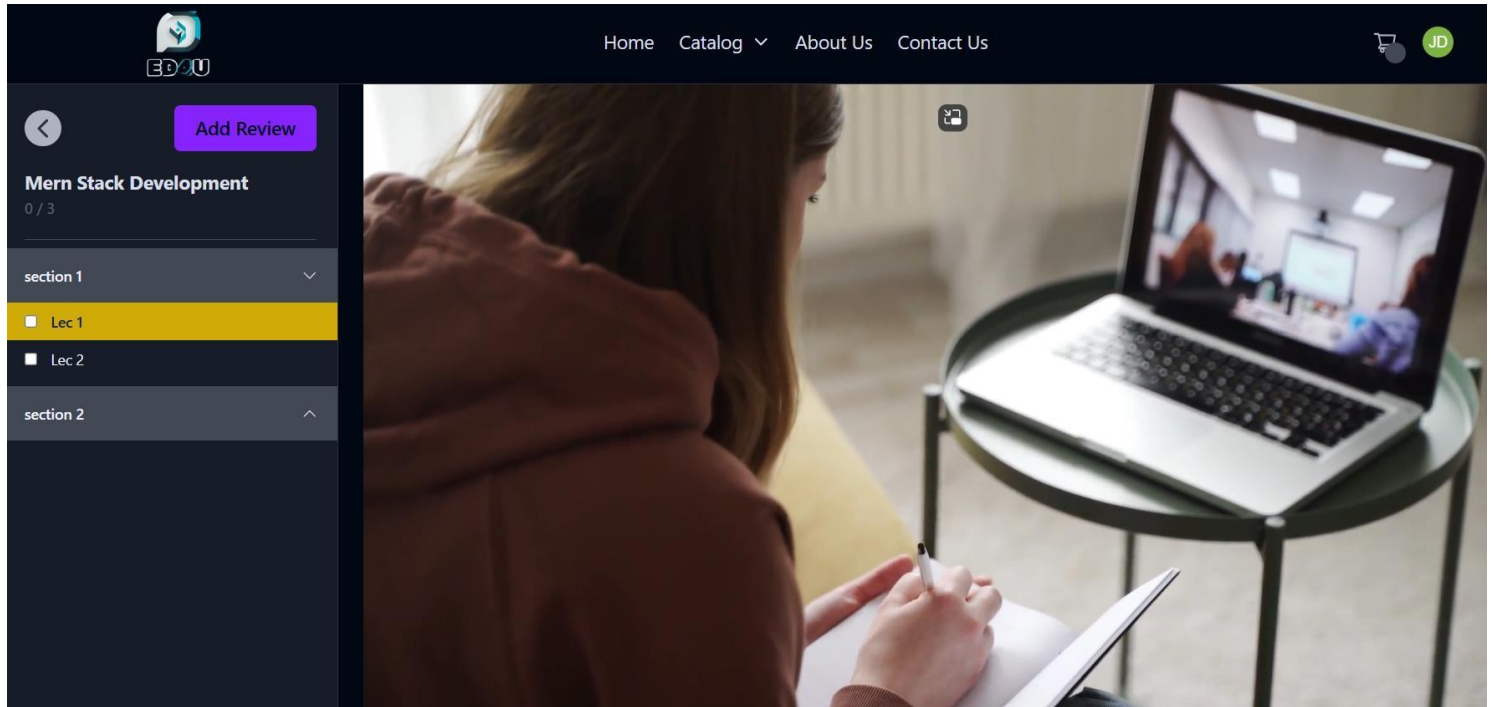 ED4U
Home Catalog About Us Contact Us
JD
Add Review
Mern Stack Development
0 / 3
section 1
Lec 1
Lec 2
section 2